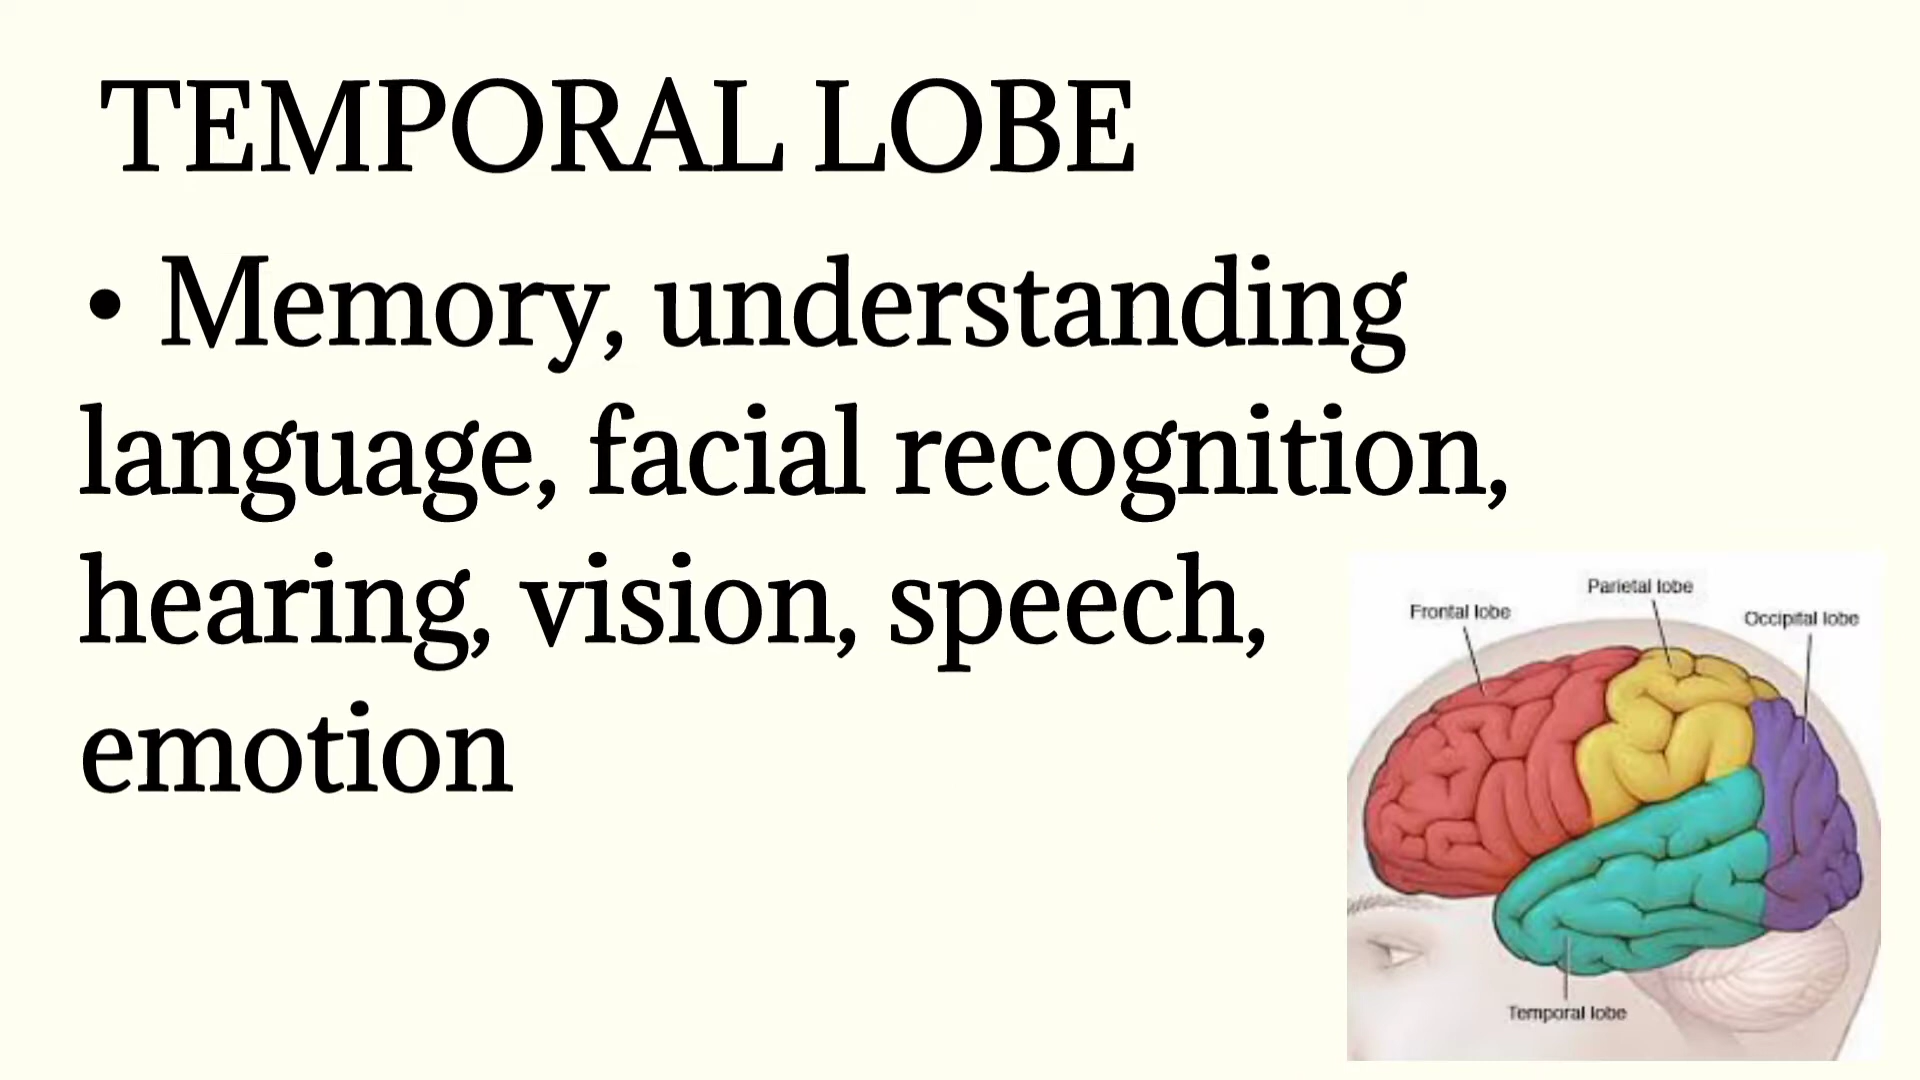 TEMPORAL LOBE
• Memory, understanding
language, facial recognition,
hearing, vision, speech,
emotion
Parietal lobe
Frontal lobe
Occipital lobe
Temporal lobe